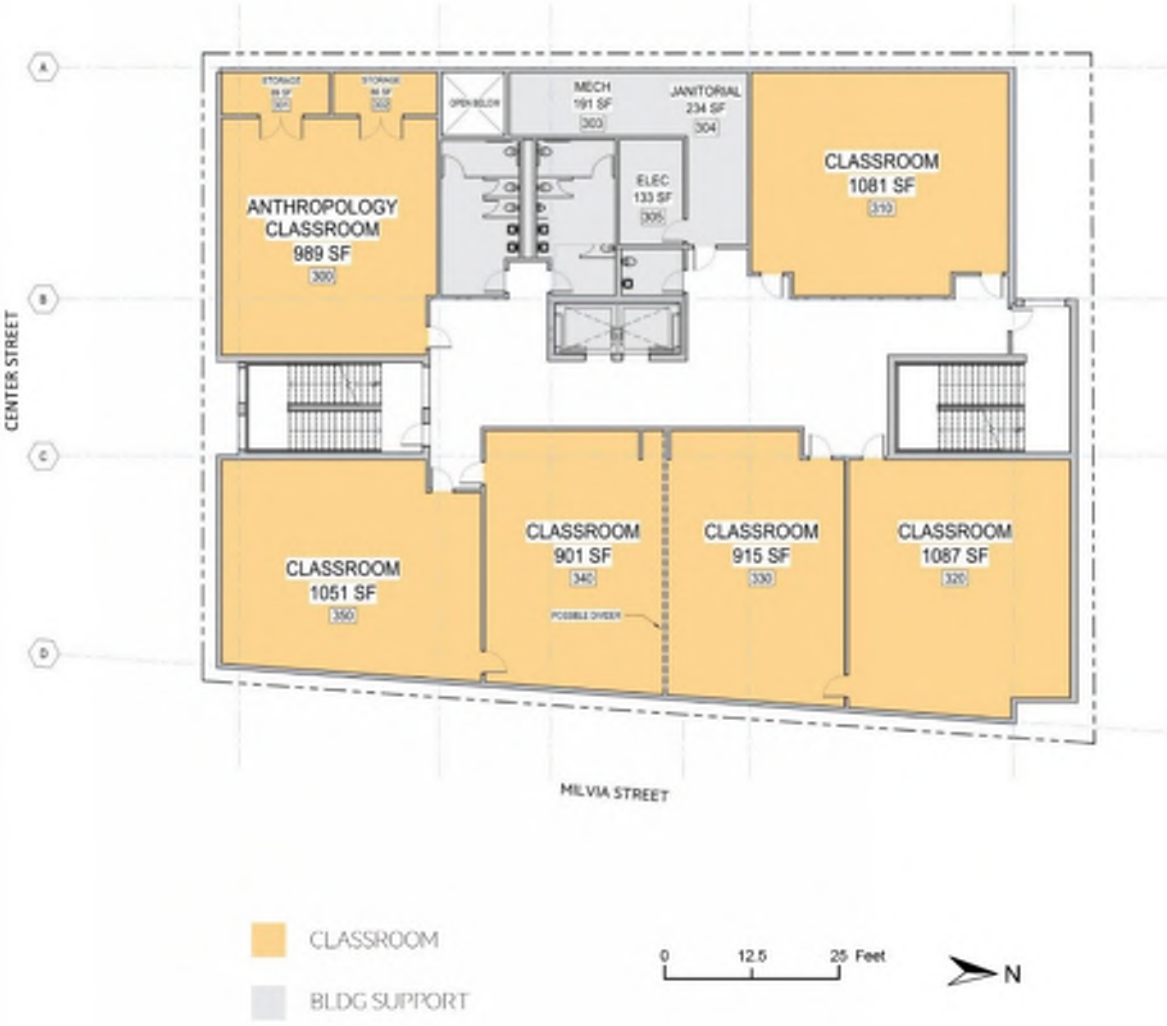 A
STORAGE
STORAGE
301
302
OPEN BELOW
MECH
191 SF
303
JANITORIAL
234 SF
304
CLASSROOM
1081 SF
310
ELEC
133 SF
305
ANTHROPOLOGY
CLASSROOM
989 SF
300
B
CENTER STREET
C
CLASSROOM
1051 SF
350
CLASSROOM
901 SF
340
POSSIBLE DIVIDER
CLASSROOM
915 SF
330
CLASSROOM
1087 SF
320
D
MILVIA STREET
CLASSROOM
BLDG SUPPORT
0 12.5 25 Feet
N